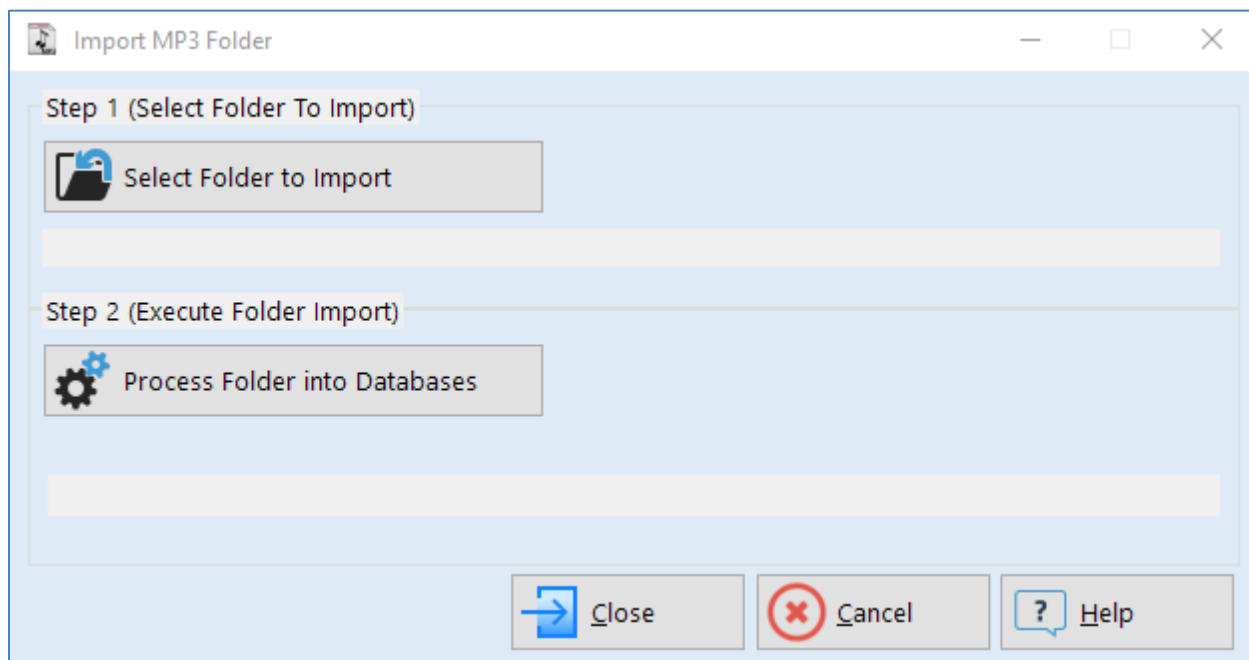 Import MP3 Folder
Step 1 (Select Folder To Import)
Select Folder to Import
Step 2 (Execute Folder Import)
Process Folder into Databases
Close
Cancel
? Help